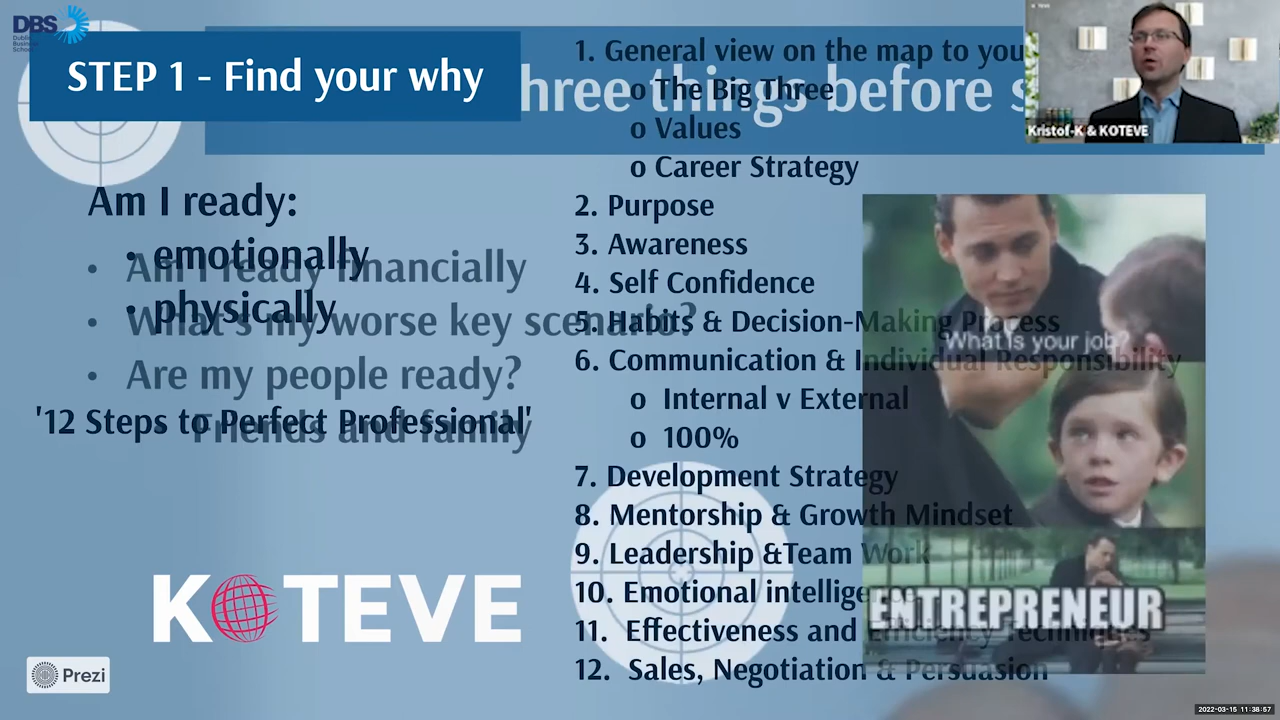 DBS
Dublin
Business
School
STEP 1 - Find your why
hree things before s
Am I ready:
• emotionally
• physically
• Am I ready financially
• What's my worse key scenario?
• Are my people ready?
• Friends and family
'12 Steps to Perfect Professional'
KOTEVE
Prezi
1. General view on the map to you
o The Big Three
o Values
o Career Strategy
2. Purpose
3. Awareness
4. Self Confidence
5. Habits & Decision-Making Process
6. Communication & Individual Responsibility
o Internal v External
o 100%
7. Development Strategy
8. Mentorship & Growth Mindset
9. Leadership &Team Work
10. Emotional intellige
11. Effectiveness and Efficiency Techniques
12. Sales, Negotiation & Persuasion
Kristof-K & KOTEVE
What is your job?
ENTREPRENEUR
2022-03-15 11:38:57